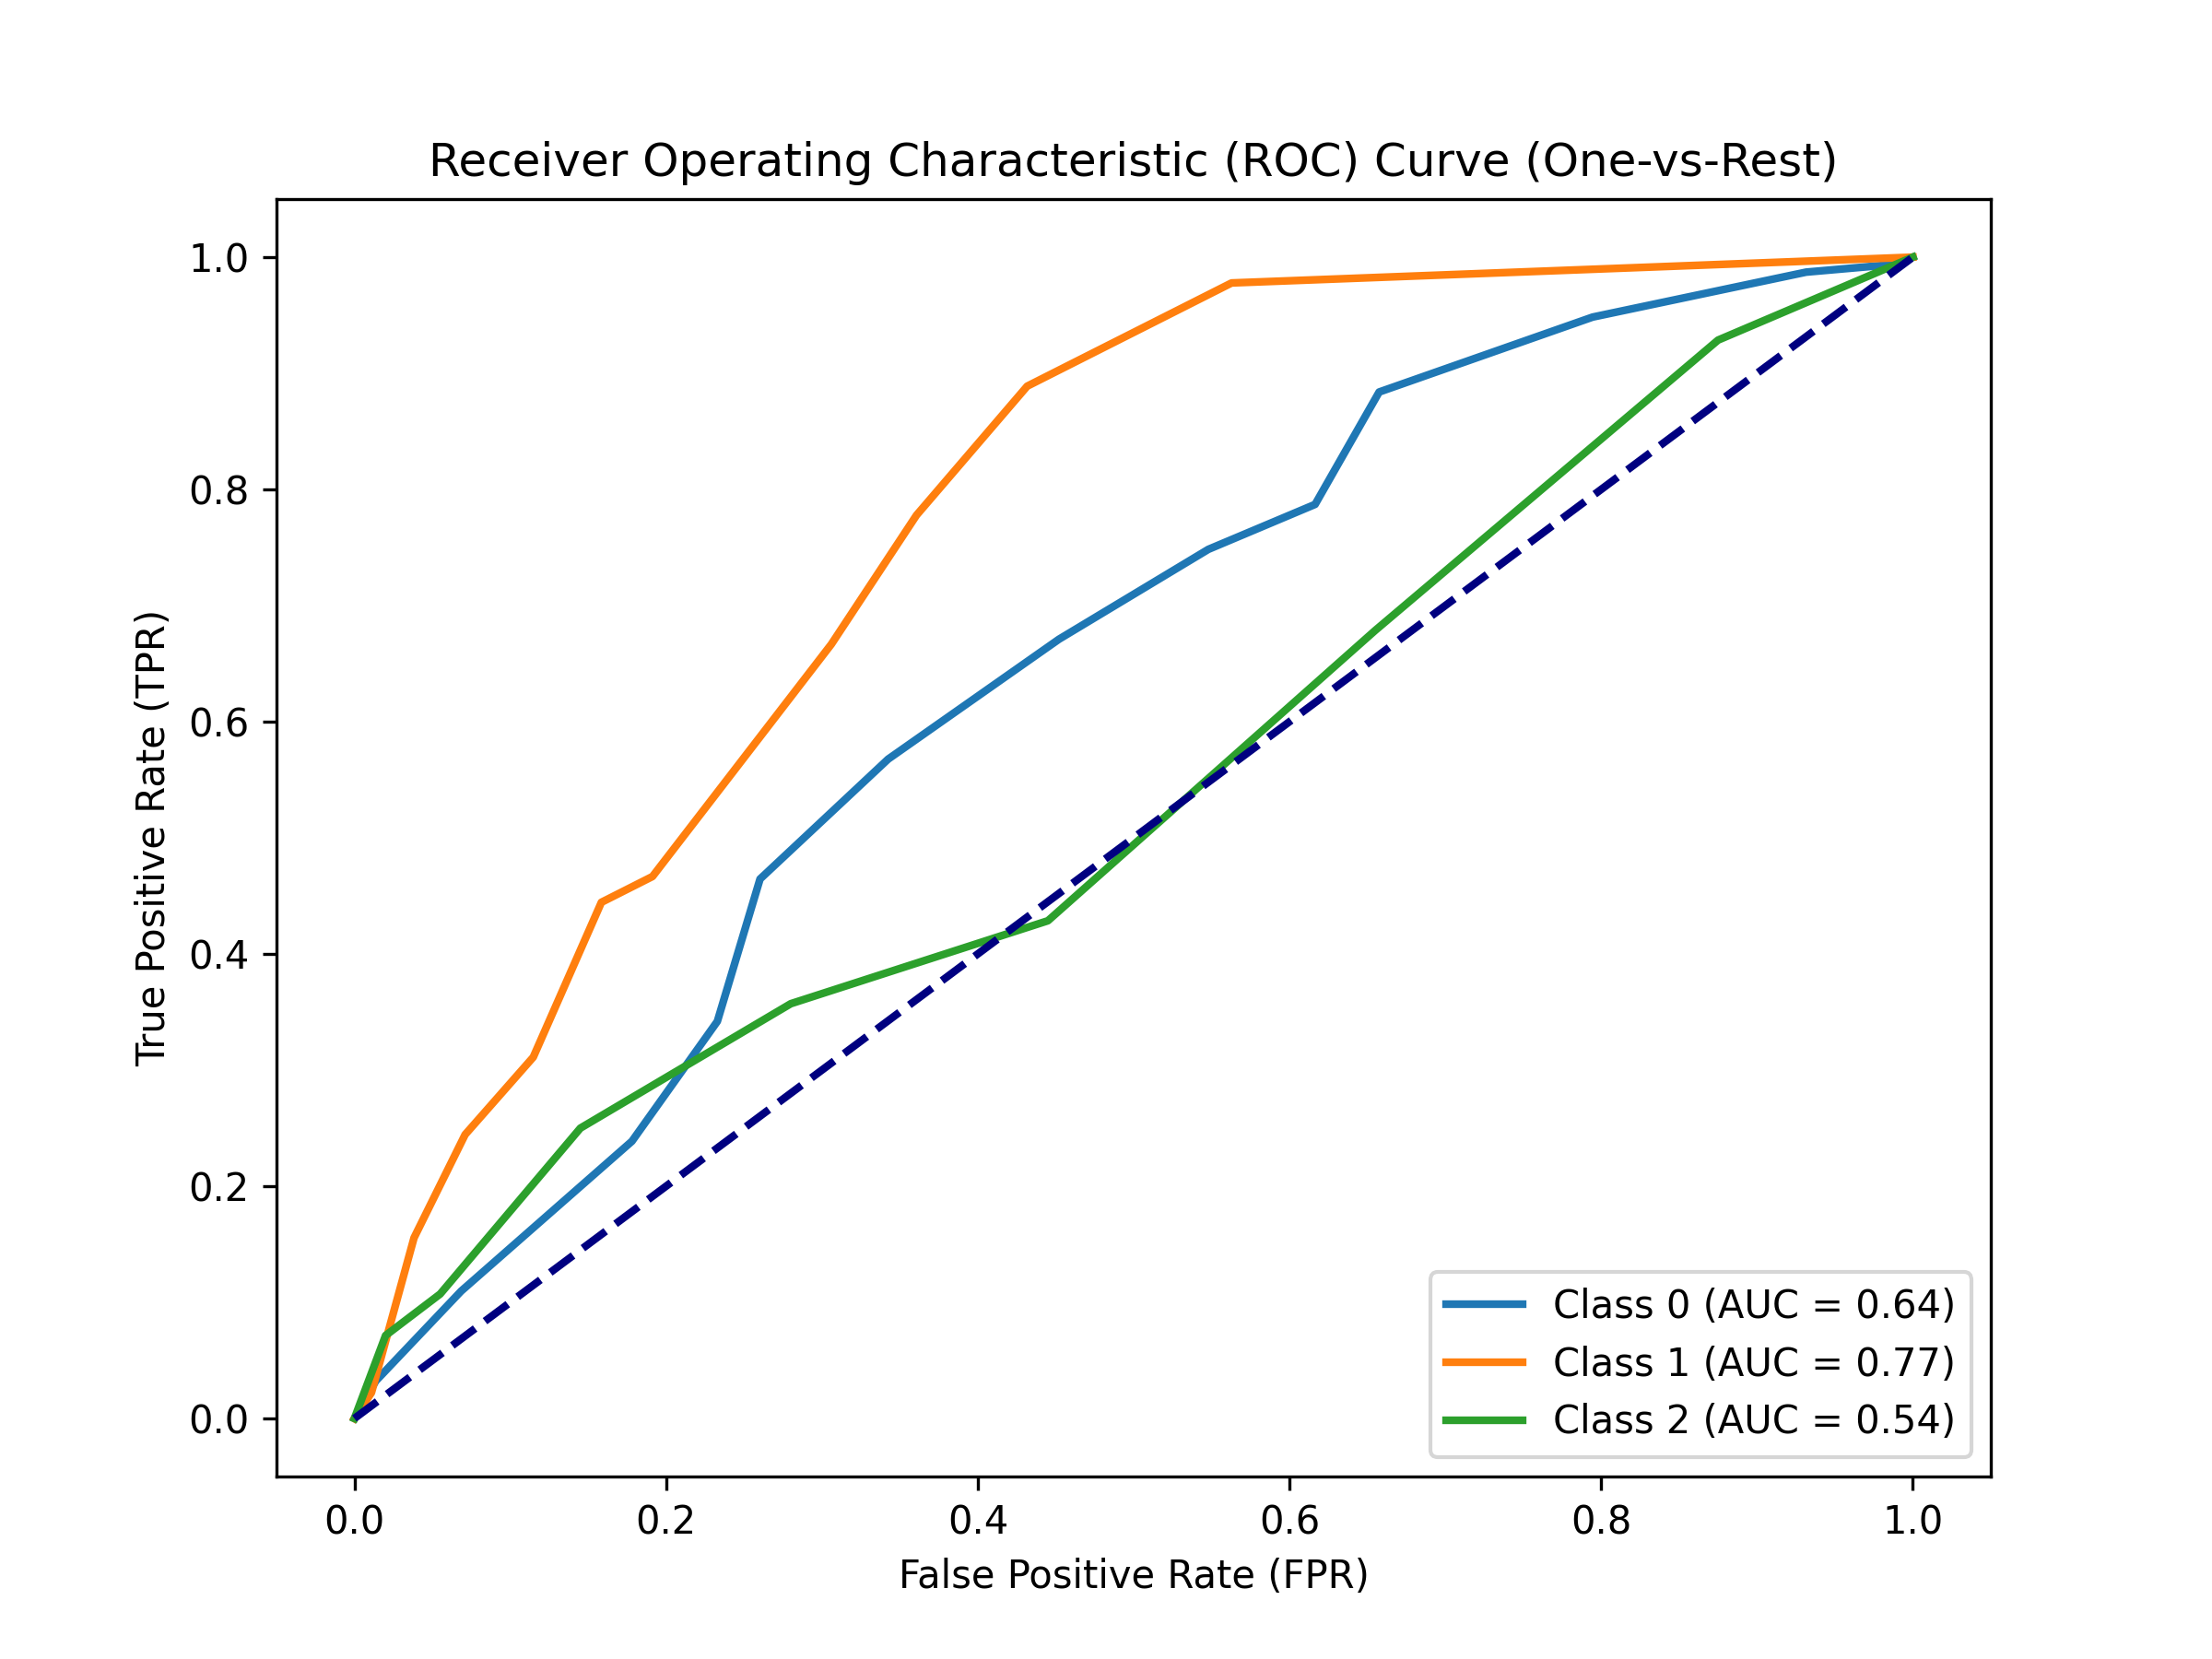 Receiver Operating Characteristic (ROC) Curve (One-vs-Rest)
True Positive Rate (TPR)
1.0
0.8
0.6
0.4
0.2
0.0
Class 0 (AUC = 0.64)
Class 1 (AUC = 0.77)
Class 2 (AUC = 0.54)
0.0 0.2 0.4 0.6 0.8 1.0
False Positive Rate (FPR)